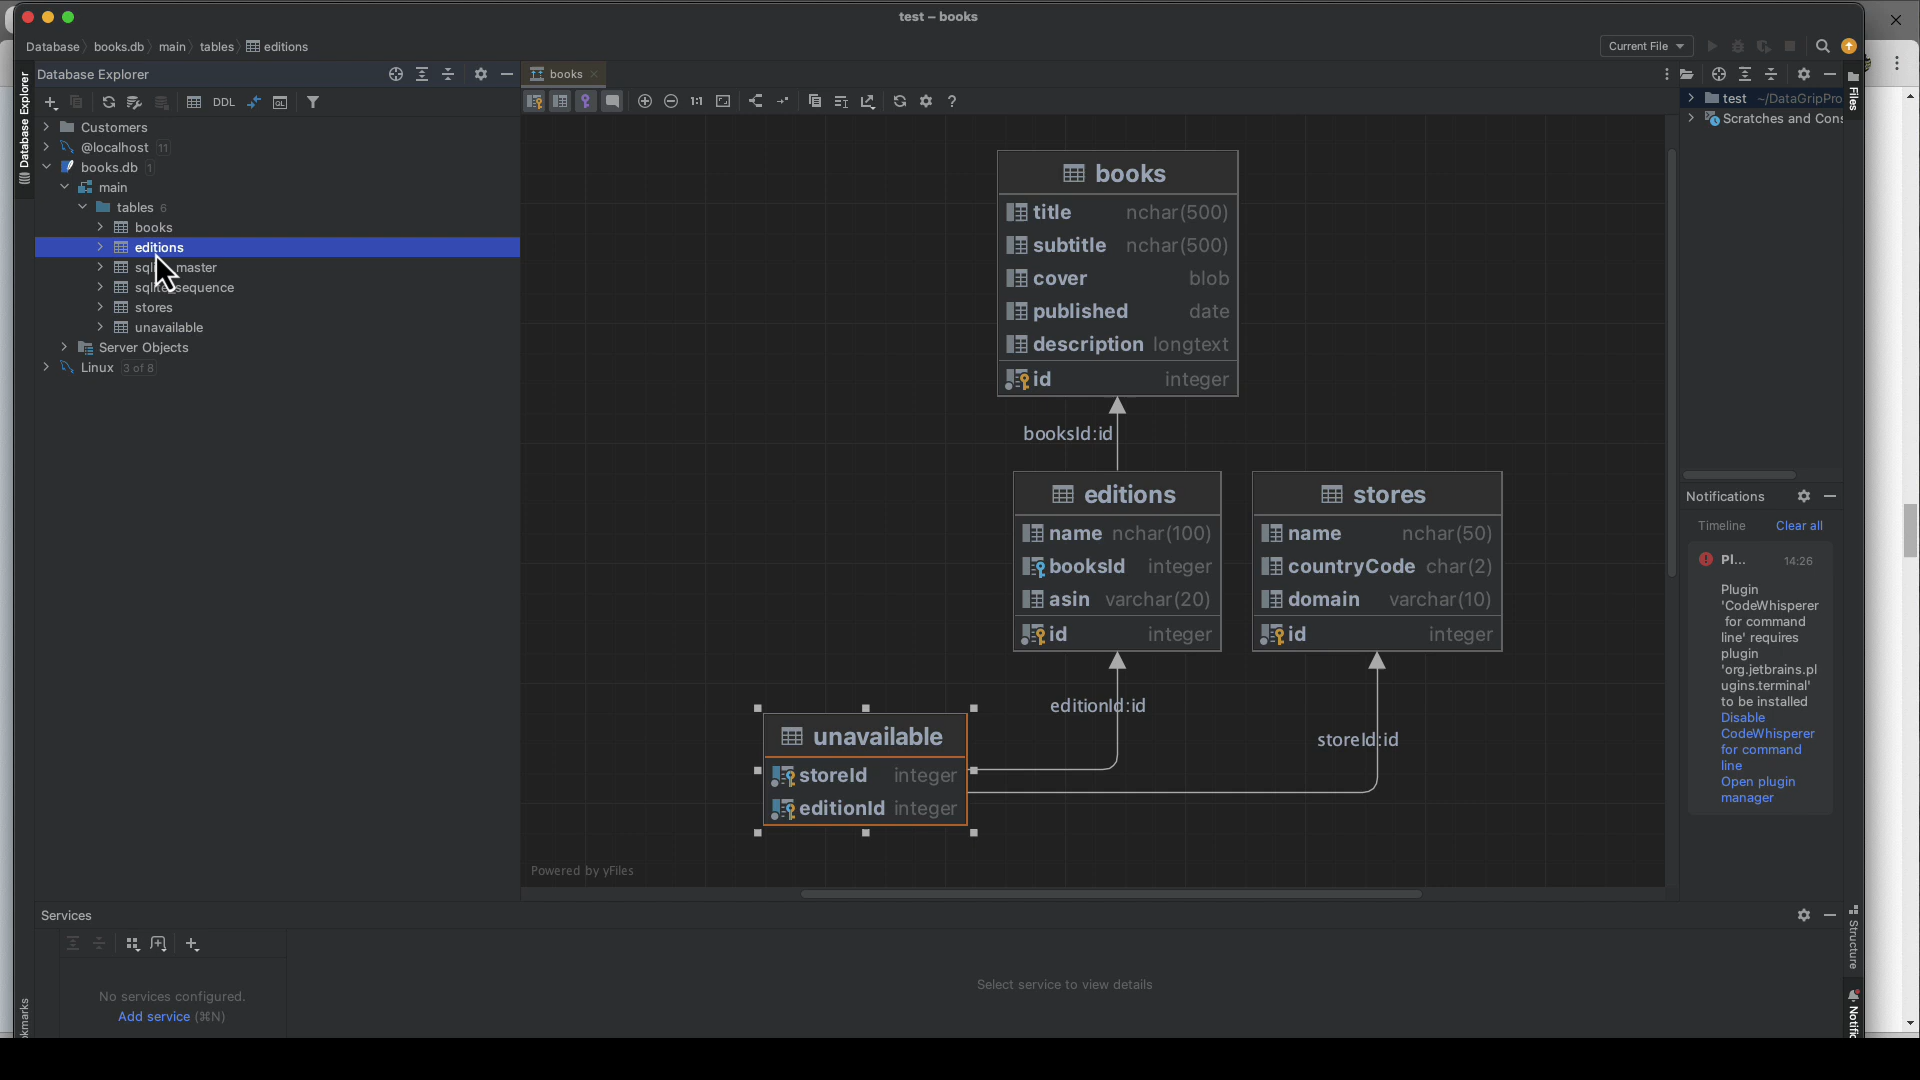 test – books
Database
books.db
main
tables
editions
Current File
Database Explorer
Database Explorer
DDL
Customers
@localhost 11
books.db 1
main
tables 6
books
editions
master
sequence
stores
unavailable
Server Objects
Linux 3 of 8
books
1:1
books
title nchar(500)
subtitle nchar(500)
cover blob
published date
description longtext
id integer
booksId:id
editions
name nchar(100)
booksId integer
asin varchar(20)
id integer
stores
name nchar(50)
countryCode char(2)
domain varchar(10)
id integer
editionId:id
storeId:id
unavailable
storeId integer
editionId integer
Powered by yFiles
test ~/DataGripPro
Scratches and Cons
Files
Notifications
Timeline Clear all
Pl... 14:26
Plugin
'CodeWhisperer
for command
line' requires
plugin
'org.jetbrains.pl
ugins.terminal'
to be installed
Disable
CodeWhisperer
for command
line
Open plugin
manager
Services
No services configured.
Add service (⌘N)
Select service to view details
Structure
Notific
okmarks